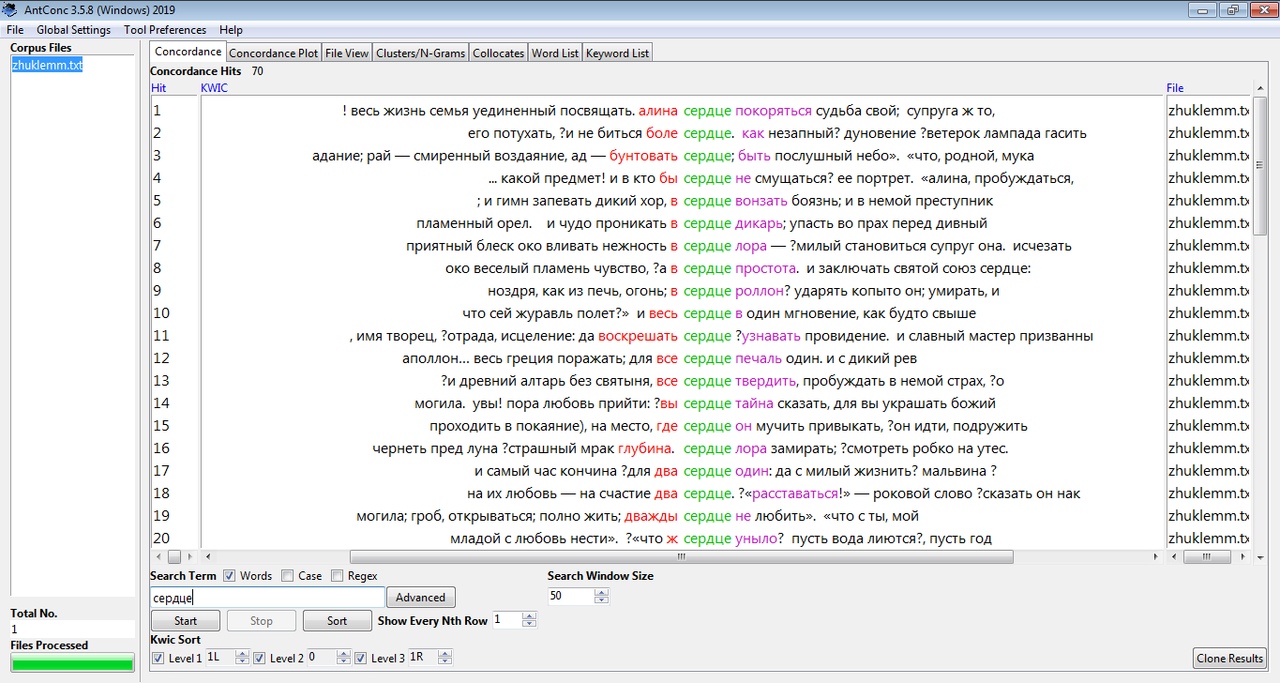 AntConc 3.5.8 (Windows) 2019
File Global Settings Tool Preferences Help
Corpus Files
zhuklemm.txt
Concordance Concordance Plot File View Clusters/N-Grams Collocates Word List Keyword List
Concordance Hits 70
Hit KWIC File
1 ! весь жизнь семья уединенный посвящать. алина сердце покоряться судьба свой; супруга ж то, zhuklemm.tx
2 его потухать, ?и не биться боле сердце. как незапный? дуновение ?ветерок лампада гасить zhuklemm.tx
3 адание; рай — смиренный воздаяние, ад — бунтовать сердце; быть послушный небо». «что, родной, мука zhuklemm.tx
4 ... какой предмет! и в кто бы сердце не смущаться? ее портрет. «алина, пробуждаться, zhuklemm.tx
5 ; и гимн запевать дикий хор, в сердце вонзать боязнь; и в немой преступник zhuklemm.tx
6 пламенный орел. и чудо проникать в сердце дикарь; упасть во прах перед дивный zhuklemm.tx
7 приятный блеск око вливать нежность в сердце лора — ?милый становиться супруг она. исчезать zhuklemm.tx
8 око веселый пламень чувство, ?а в сердце простота. и заключать святой союз сердце: zhuklemm.tx
9 ноздря, как из печь, огонь; в сердце роллон? ударять копыто он; умирать, и zhuklemm.tx
10 что сей журавль полет?» и весь сердце в один мгновение, как будто свыше zhuklemm.tx
11 , имя творец, ?отрада, исцеление: да воскрешать сердце ?узнавать провидение. и славный мастер призванны zhuklemm.tx
12 аполлон... весь греция поражать; для все сердце печаль один. и с дикий рев zhuklemm.tx
13 ?и древний алтарь без святыня, все сердце твердить, пробуждать в немой страх, ?о zhuklemm.tx
14 могила. увы! пора любовь прийти: ?вы сердце тайна сказать, для вы украшать божий zhuklemm.tx
15 проходить в покаяние), на место, где сердце он мучить привыкать, ?он идти, подружить zhuklemm.tx
16 чернеть пред луна ?страшный мрак глубина. сердце лора замирать; ?смотреть робко на утес. zhuklemm.tx
17 и самый час кончина ?для два сердце один: да с милый жизнить? мальвина ? zhuklemm.tx
18 на их любовь — на счастие два сердце. ?«расставаться!» — роковой слово ?сказать он нак zhuklemm.tx
19 могила; гроб, открываться; полно жить; дважды сердце не любить». «что с ты, мой zhuklemm.tx
20 младой с любовь нести». ?«что ж сердце уныло? пусть вода лиются?, пусть год zhuklemm.tx
Search Term Words Case Regex Search Window Size
сердце Advanced 50
Start Stop Sort Show Every Nth Row 1
Kwic Sort
Level 1 1L Level 2 0 Level 3 1R
Total No.
1
Files Processed
Clone Results